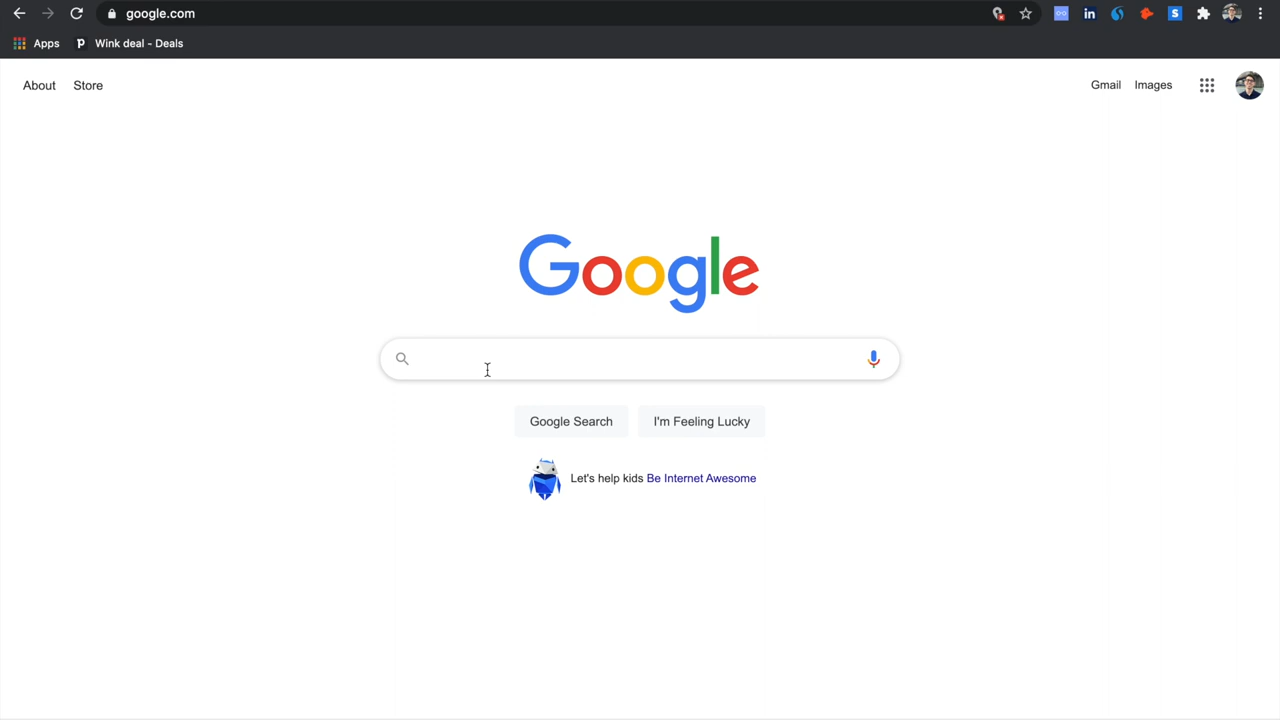 google.com
Apps
Wink deal - Deals
About
Store
Gmail
Images
Google
Google Search
I'm Feeling Lucky
Let's help kids Be Internet Awesome